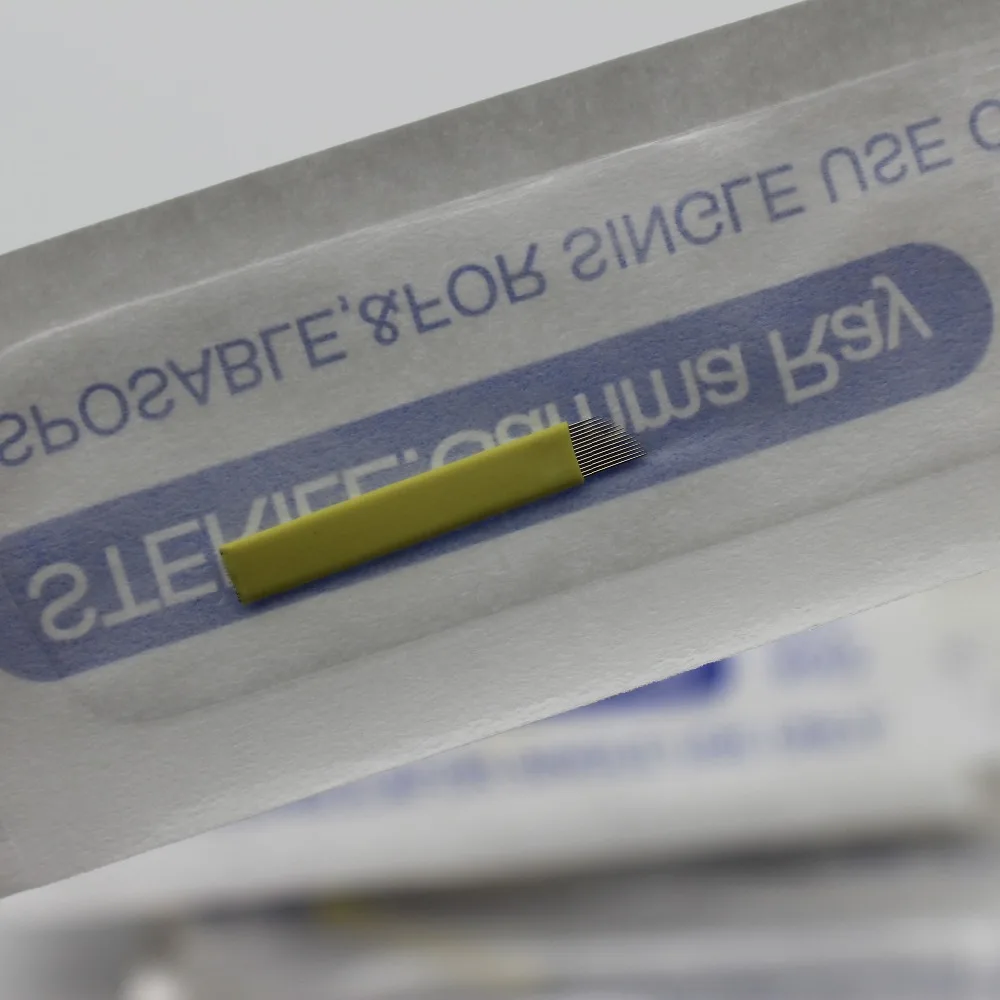 SPOSABLE,&FOR SINGLE USE O
STERILE:Gamma Ray